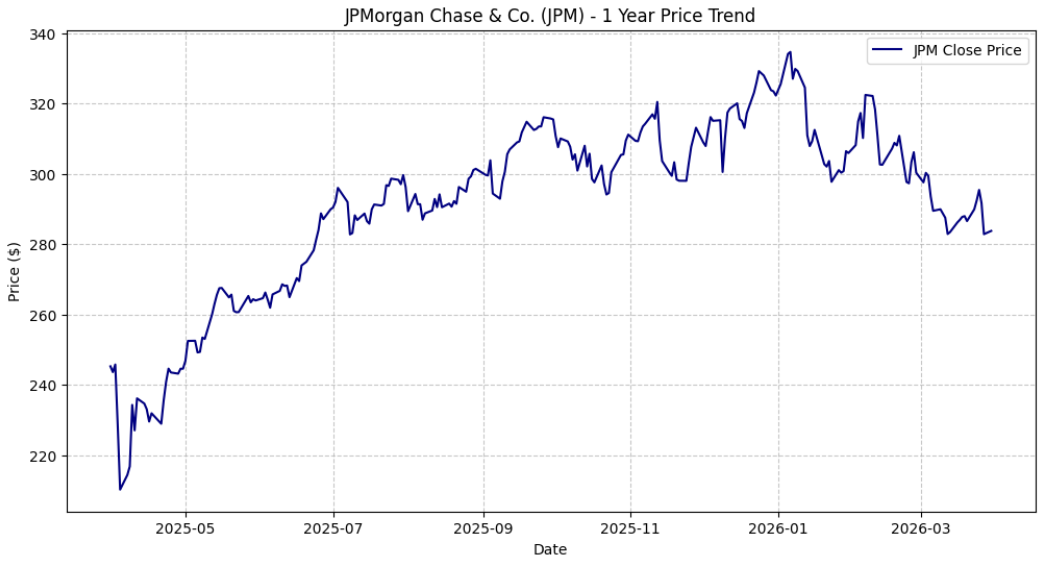 JPMorgan Chase & Co. (JPM) - 1 Year Price Trend
JPM Close Price
Price ($)
340
320
300
280
260
240
220
2025-05 2025-07 2025-09 2025-11 2026-01 2026-03
Date